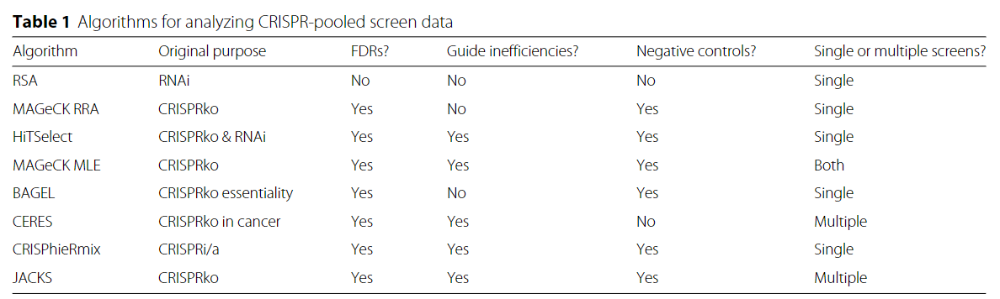 Table 1 Algorithms for analyzing CRISPR-pooled screen data
Algorithm Original purpose FDRs? Guide inefficiencies? Negative controls? Single or multiple screens?
RSA RNAi No No No Single
MAGeCK RRA CRISPRko Yes No Yes Single
HiTSelect CRISPRko & RNAi Yes Yes Yes Single
MAGeCK MLE CRISPRko Yes Yes Yes Both
BAGEL CRISPRko essentiality Yes No Yes Single
CERES CRISPRko in cancer Yes Yes No Multiple
CRISPhieRmix CRISPRi/a Yes Yes Yes Single
JACKS CRISPRko Yes Yes Yes Multiple